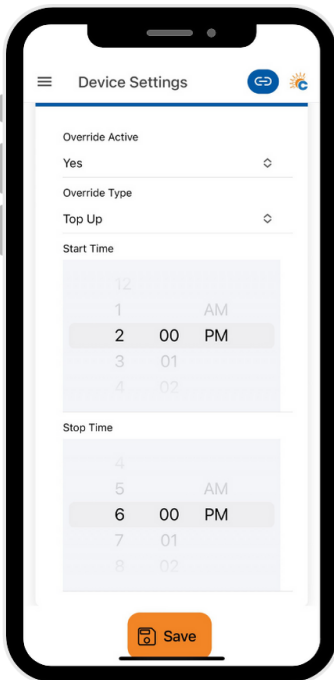 Device Settings
Override Active
Yes
Override Type
Top Up
Start Time
12
1 AM
2 00 PM
3 01
4 02
Stop Time
4
5 AM
6 00 PM
7 01
8 02
Save